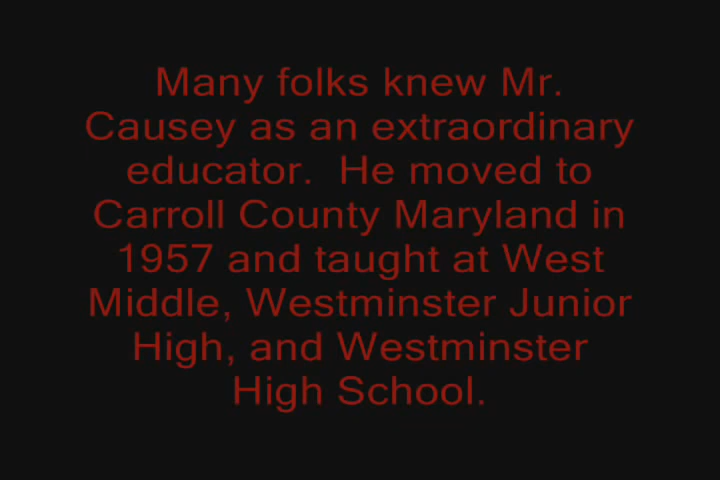 Many folks knew Mr.
Causey as an extraordinary
educator.  He moved to
Carroll County Maryland in
1957 and taught at West
Middle, Westminster Junior
High, and Westminster
High School.